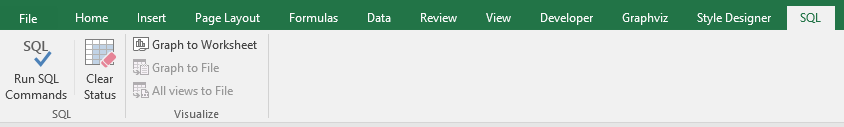 File Home Insert Page Layout Formulas Data Review View Developer Graphviz Style Designer SQL
SQL
Run SQL
Commands
Clear
Status
SQL
Graph to Worksheet
Graph to File
All views to File
Visualize